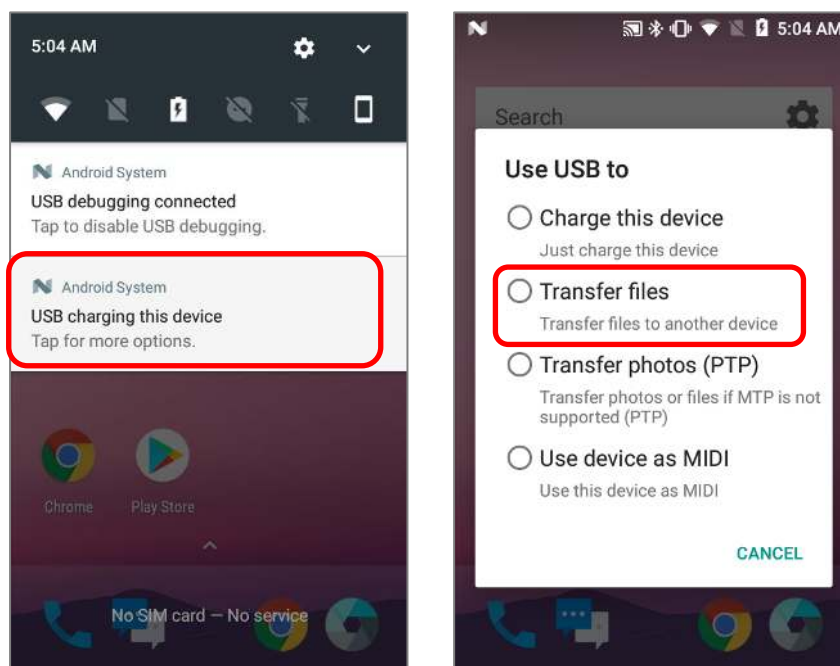 5:04 AM
Android System
USB debugging connected
Tap to disable USB debugging.
Android System
USB charging this device
Tap for more options.
Chrome
Play Store
No SIM card — No service
5:04 AM
Search
Use USB to
Charge this device
Just charge this device
Transfer files
Transfer files to another device
Transfer photos (PTP)
Transfer photos or files if MTP is not
supported (PTP)
Use device as MIDI
Use this device as MIDI
CANCEL